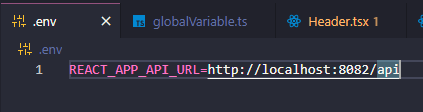 .env
globalVariable.ts
Header.tsx 1
.env
1 REACT_APP_API_URL=http://localhost:8082/api